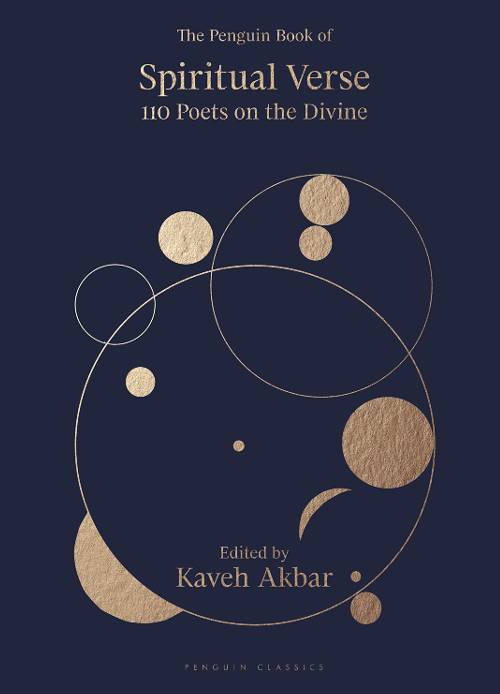 The Penguin Book of
Spiritual Verse
110 Poets on the Divine
Edited by
Kaveh Akbar
PENGUIN CLASSICS